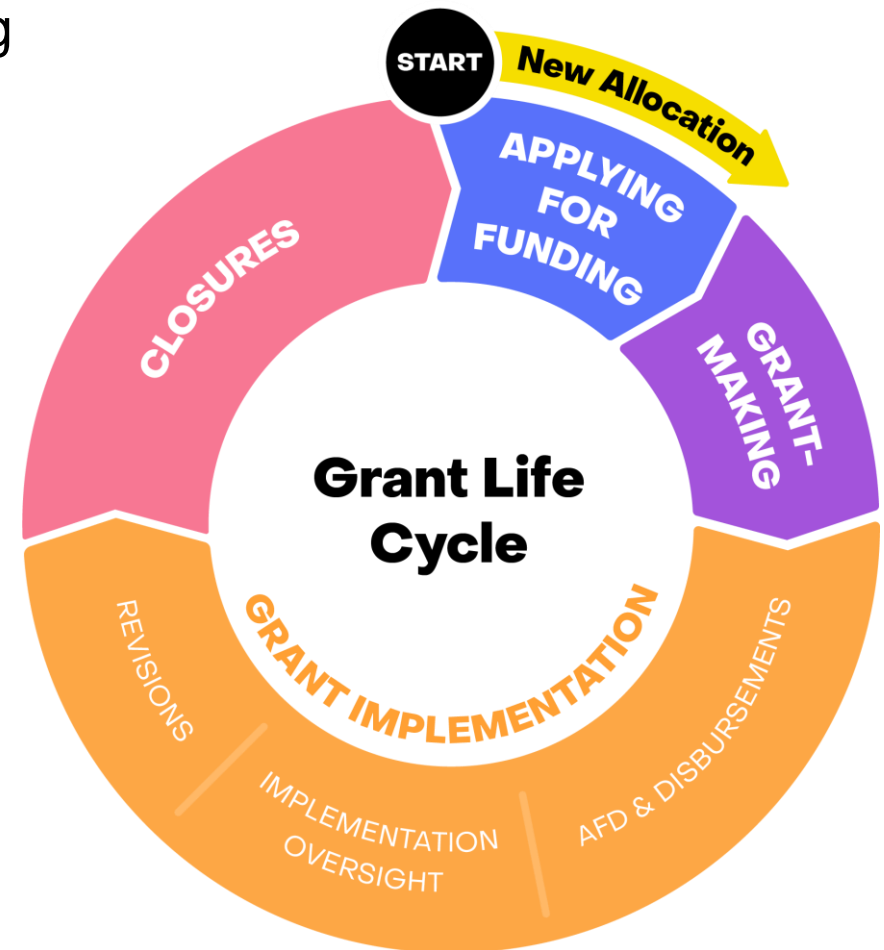 g
START
New Allocation
APPLYING
FOR
FUNDING
GRANT-
MAKING
CLOSURES
Grant Life
Cycle
GRANT IMPLEMENTATION
AFD & DISBURSEMENTS
IMPLEMENTATION
OVERSIGHT
REVISIONS